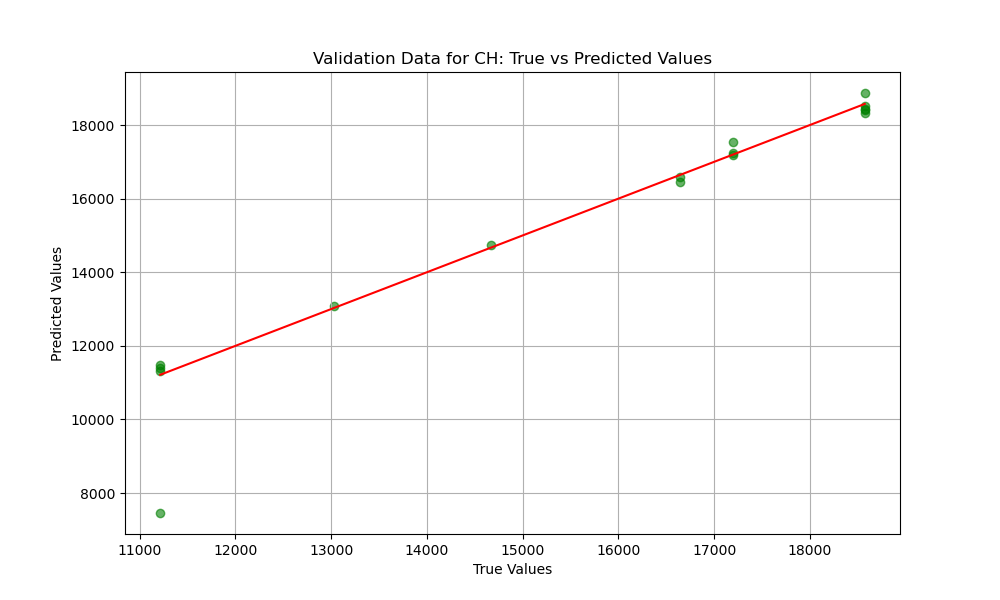 Validation Data for CH: True vs Predicted Values
Predicted Values
18000
16000
14000
12000
10000
8000
11000 12000 13000 14000 15000 16000 17000 18000
True Values